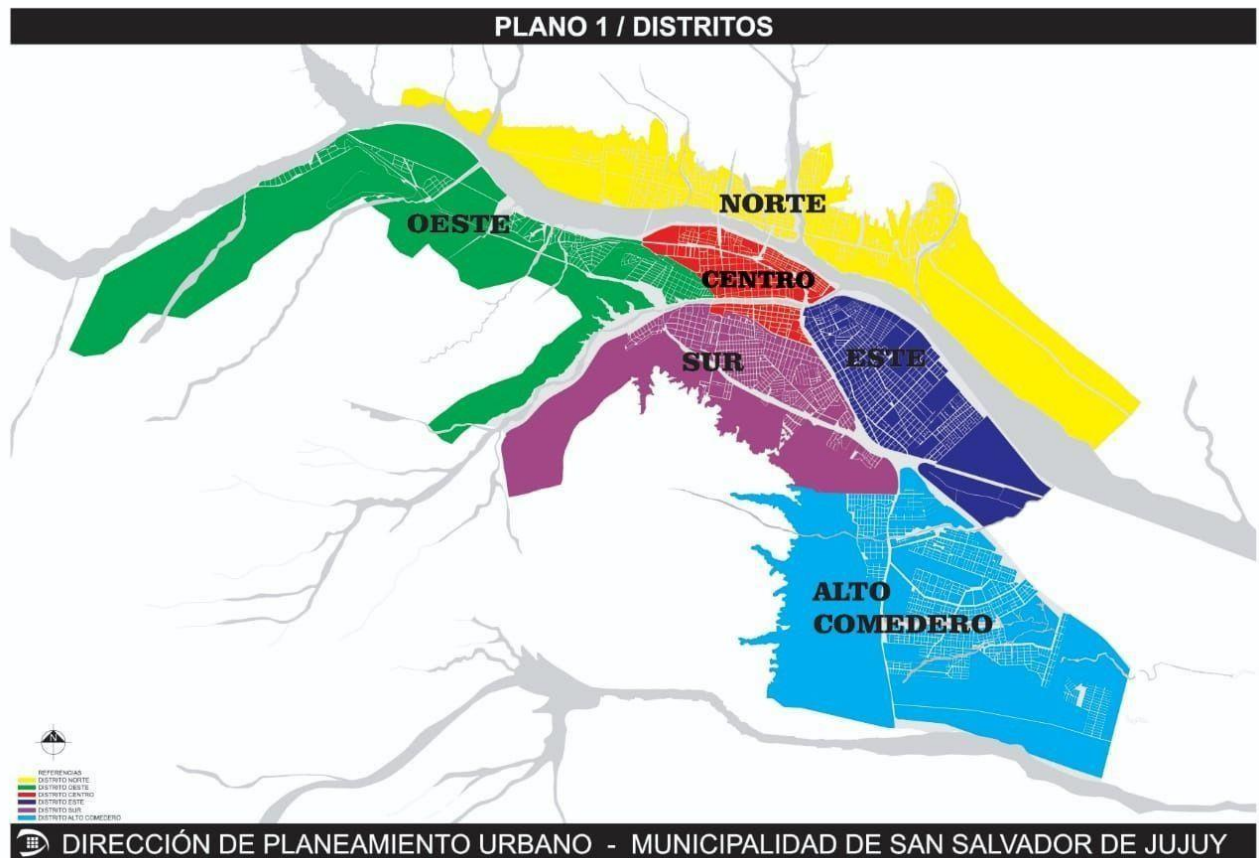 PLANO 1 / DISTRITOS
NORTE
OESTE
CENTRO
SUR
ESTE
ALTO
COMEDERO
N
REFERENCIAS
DISTRITO NORTE
DISTRITO OESTE
DISTRITO CENTRO
DISTRITO ESTE
DISTRITO SUR
DISTRITO ALTO COMEDERO
DIRECCIÓN DE PLANEAMIENTO URBANO - MUNICIPALIDAD DE SAN SALVADOR DE JUJUY